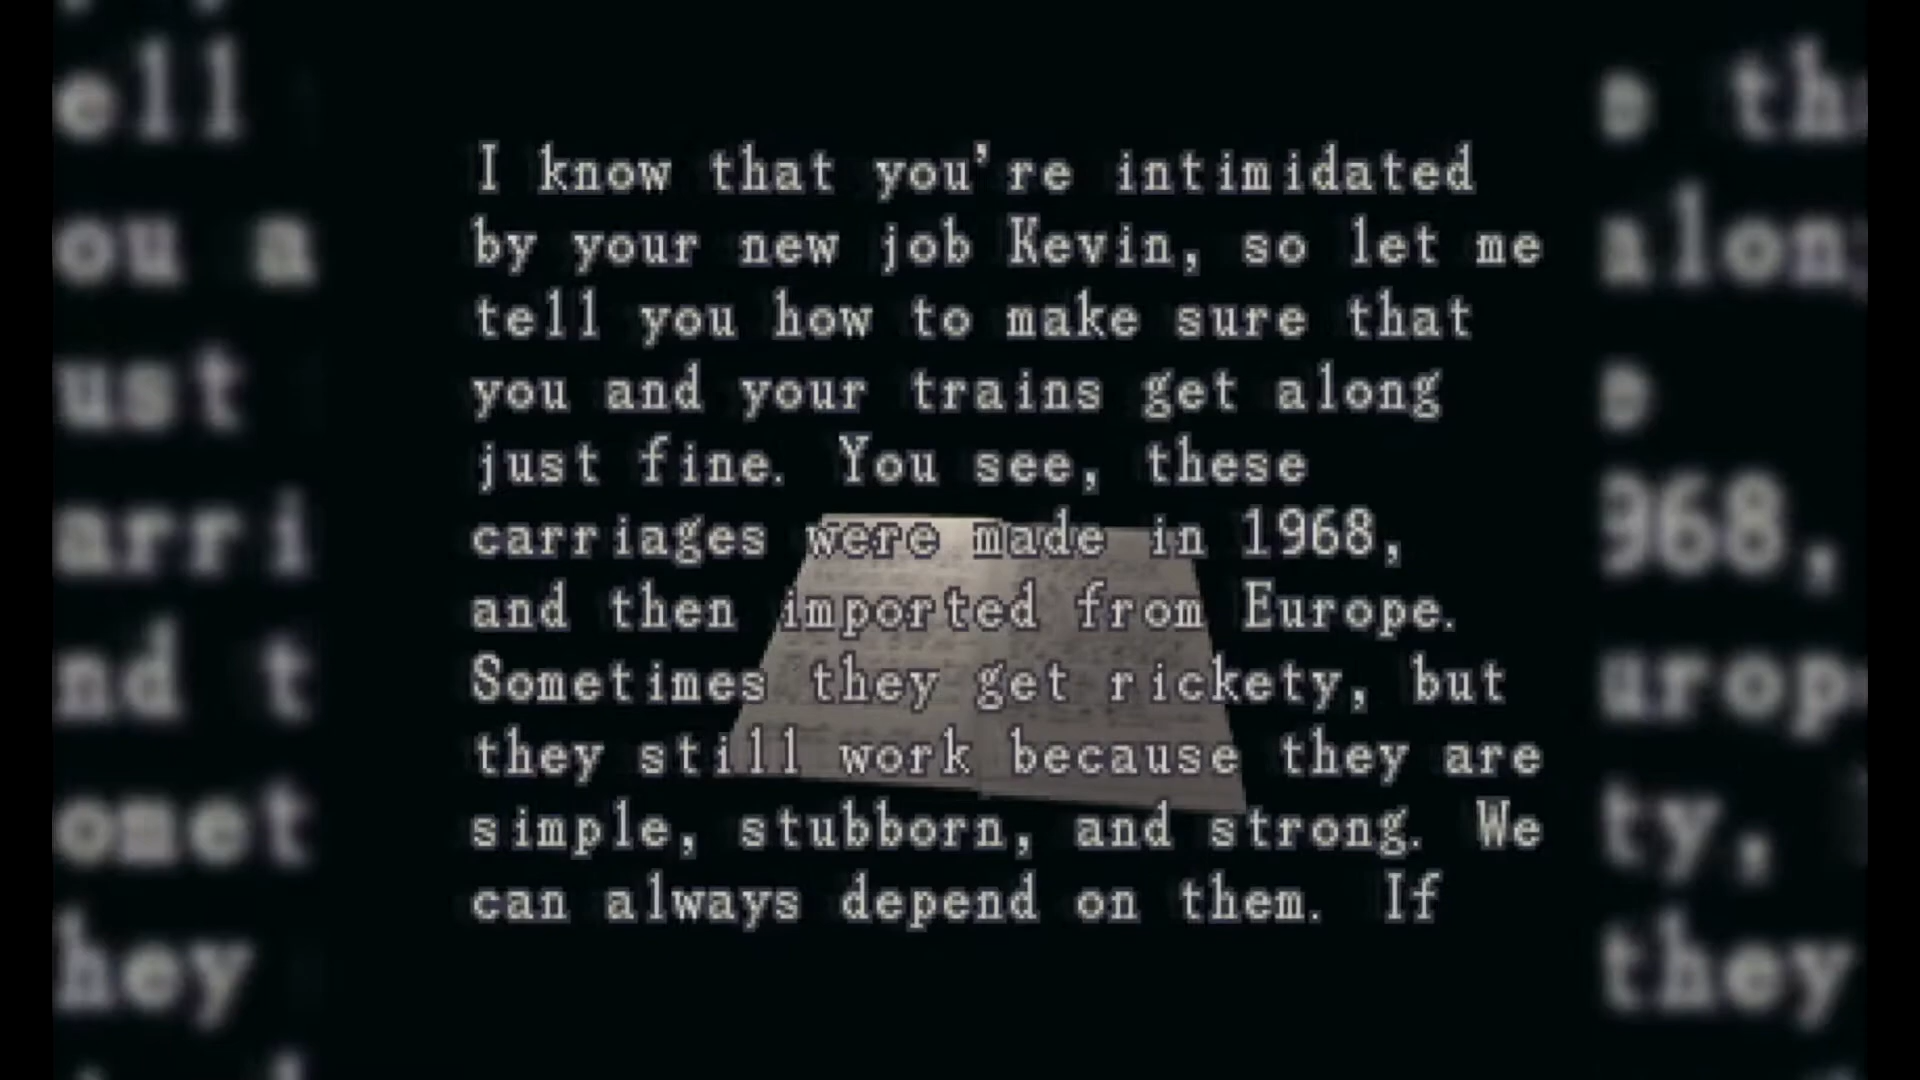 I know that you're intimidated
by your new job Kevin, so let me
tell you how to make sure that
you and your trains get along
just fine. You see, these
carriages were made in 1968,
and then imported from Europe.
Sometimes they get rickety, but
they still work because they are
simple, stubborn, and strong. We
can always depend on them. If